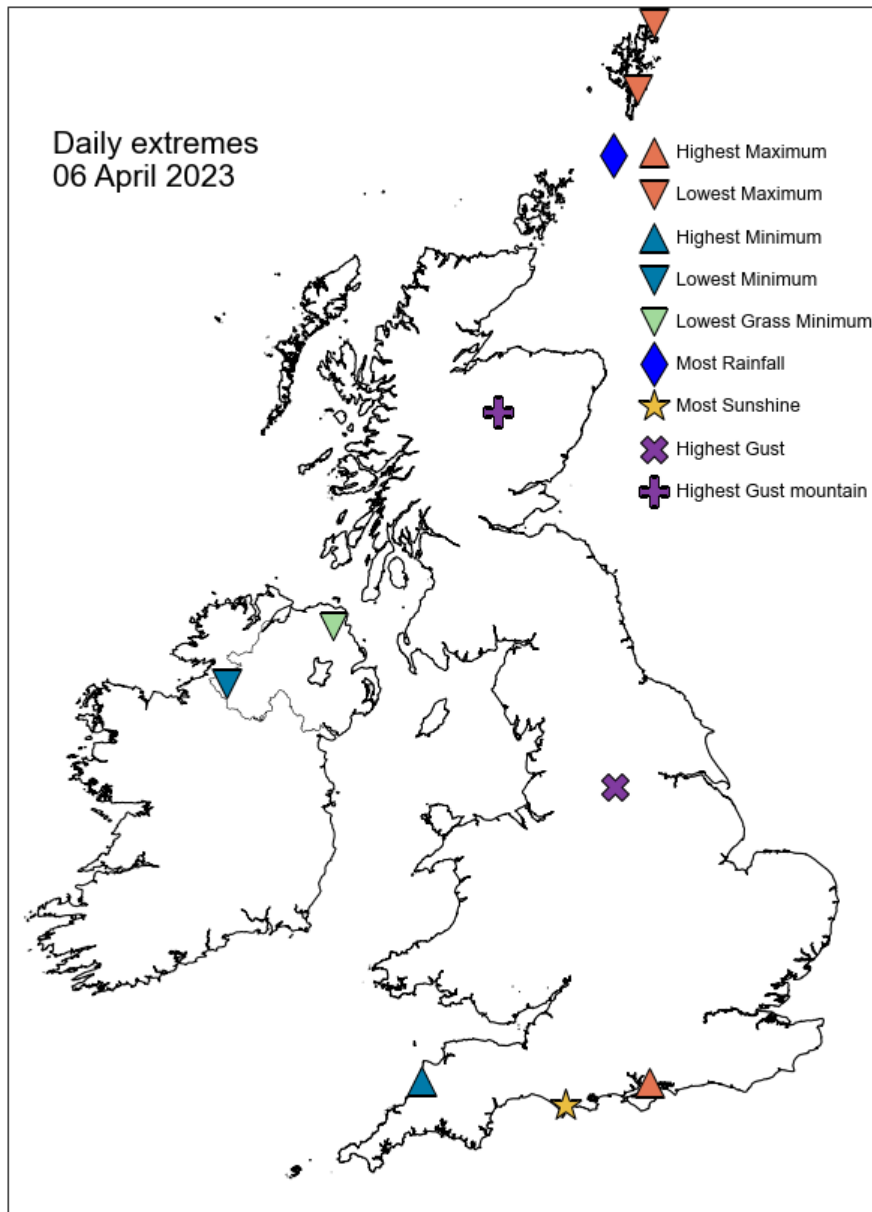 Daily extremes
06 April 2023
Highest Maximum
Lowest Maximum
Highest Minimum
Lowest Minimum
Lowest Grass Minimum
Most Rainfall
Most Sunshine
Highest Gust
Highest Gust mountain